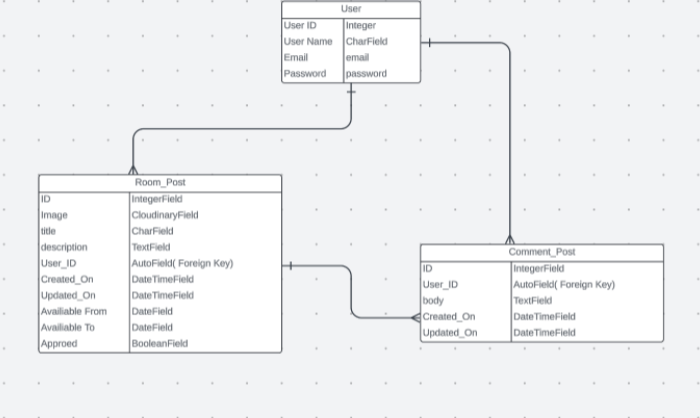 User
User ID Integer
User Name CharField
Email email
Password password
Room_Post
ID IntegerField
Image CloudinaryField
title CharField
description TextField
User_ID AutoField( Foreign Key)
Created_On DateTimeField
Updated_On DateTimeField
Availiable From DateField
Availiable To DateField
Approed BooleanField
Comment_Post
ID IntegerField
User_ID AutoField( Foreign Key)
body TextField
Created_On DateTimeField
Updated_On DateTimeField